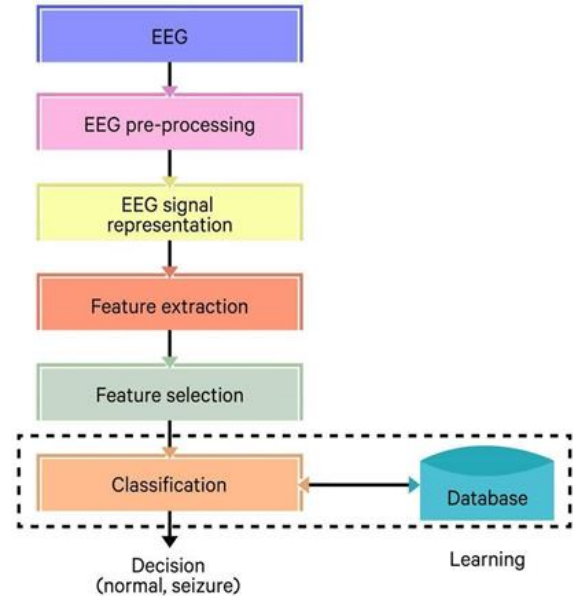 EEG
EEG pre-processing
EEG signal
representation
Feature extraction
Feature selection
Classification
Database
Decision
(normal, seizure)
Learning